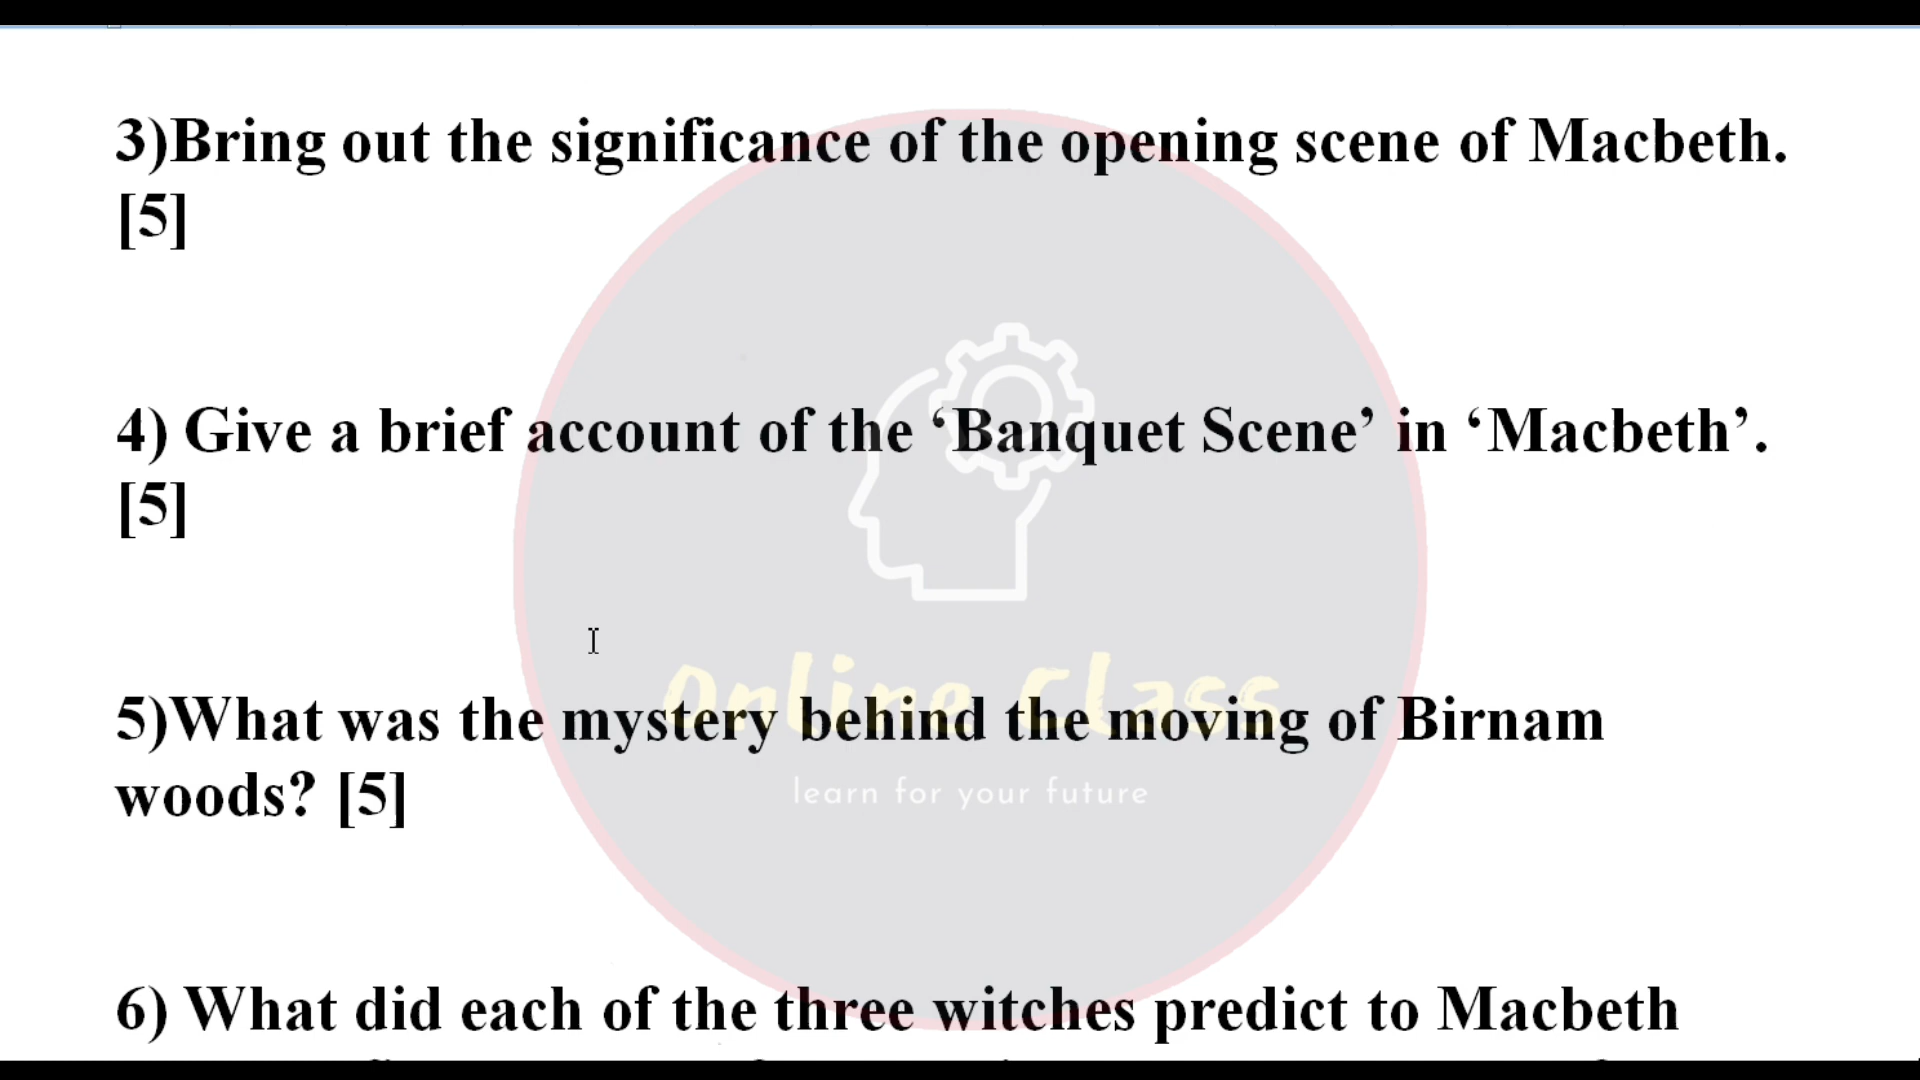 3)Bring out the significance of the opening scene of Macbeth.
[5]
4) Give a brief account of the ‘Banquet Scene’ in ‘Macbeth’.
[5]
5)What was the mystery behind the moving of Birnam
woods? [5]
Online Class
learn for your future
6) What did each of the three witches predict to Macbeth